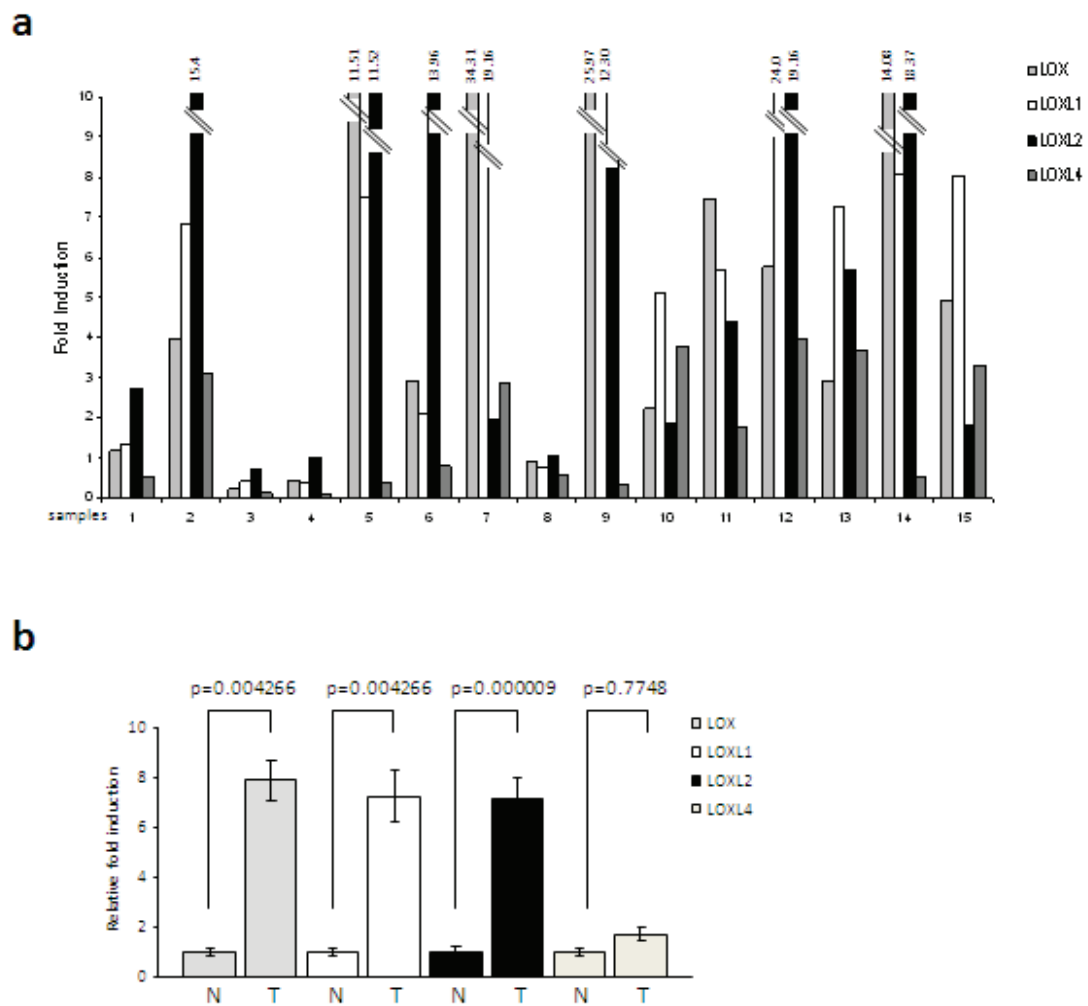 a
15.4
11.51
11.52
13.96
34.31
19.16
25.97
12.30
24.0
19.16
14.08
18.37
LOX
LOXL1
LOXL2
LOXL4
Fold Induction
10
9
8
7
6
5
4
3
2
1
0
samples 1 2 3 4 5 6 7 8 9 10 11 12 13 14 15
b
p=0.004266 p=0.004266 p=0.000009 p=0.7748
LOX
LOXL1
LOXL2
LOXL4
Relative fold induction
10
8
6
4
2
0
N T N T N T N T